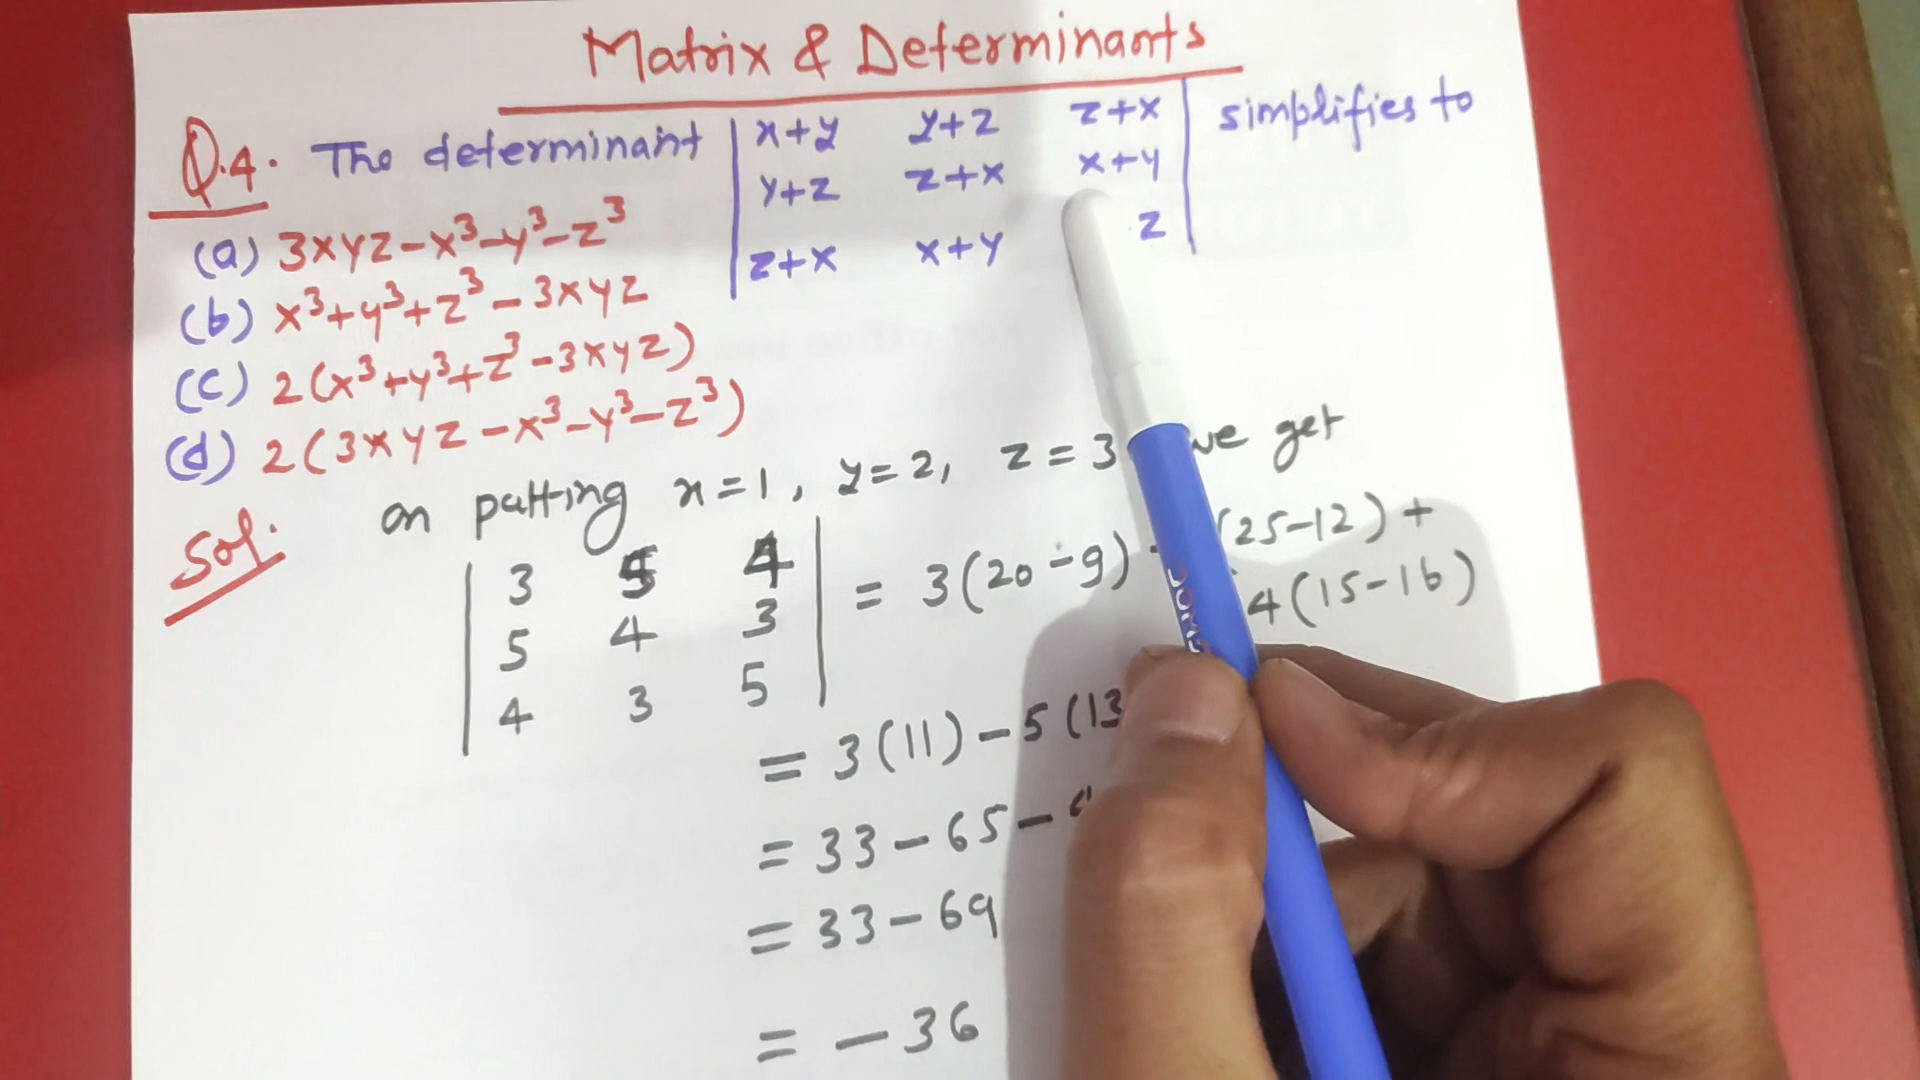 Matrix & Determinants
Q.4. The determinant | x+y y+z z+x | simplifies to
y+z z+x x+y
z+x x+y z
(a) 3xyz-x³-y³-z³
(b) x³+y³+z³-3xyz
(c) 2(x³+y³+z³-3xyz)
(d) 2(3xyz-x³-y³-z³)
Sol. on putting x=1, y=2, z=3 we get
| 3 5 4 | = 3(20-9) (25-12)+
5 4 3 4(15-16)
4 3 5
= 3(11)-5(13
= 33-65-
= 33-69
= -36